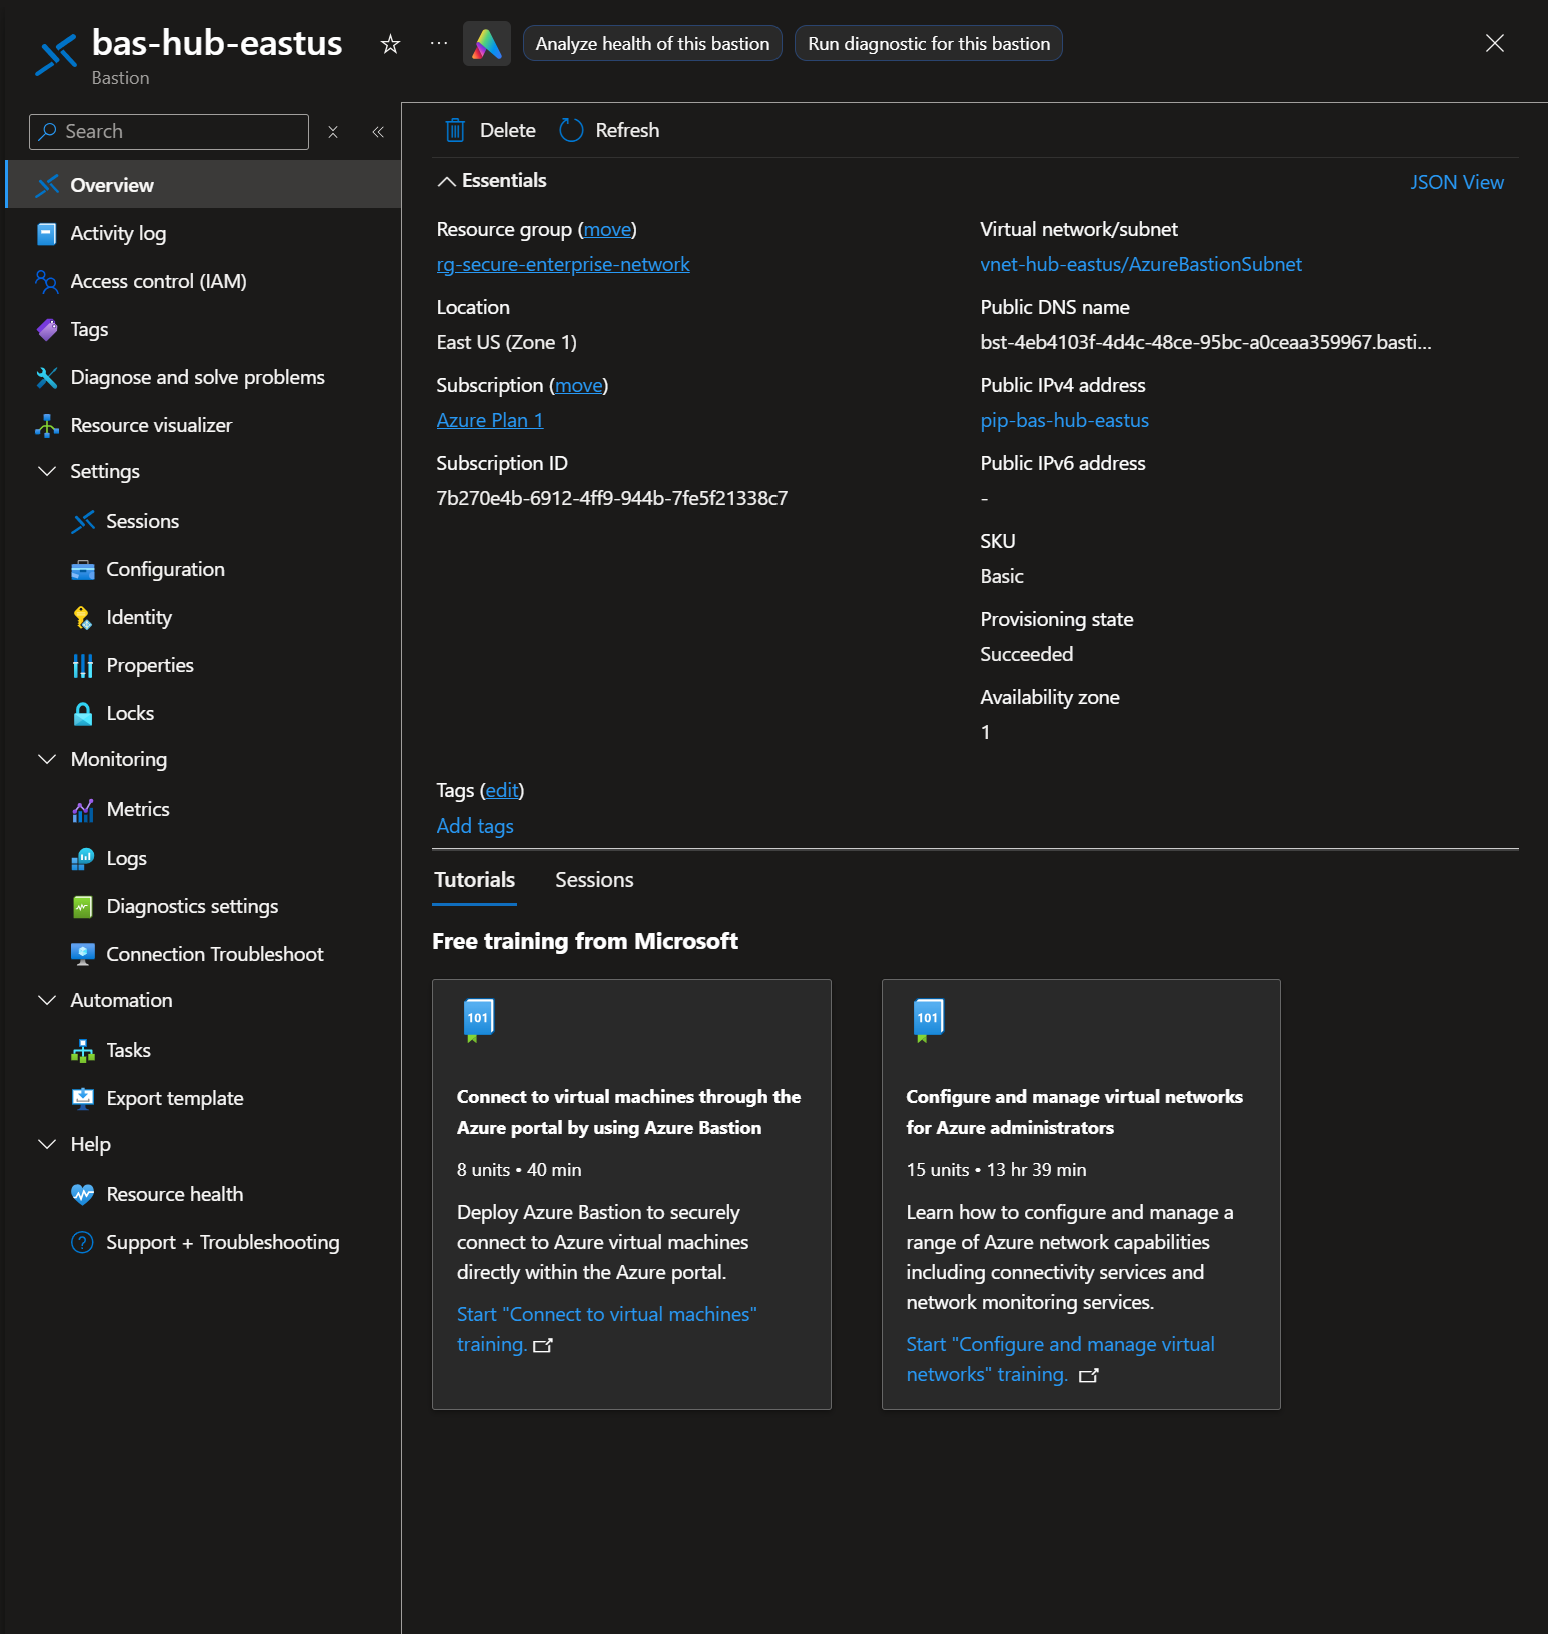 bas-hub-eastus
Bastion
Analyze health of this bastion
Run diagnostic for this bastion
Search
Overview
Activity log
Access control (IAM)
Tags
Diagnose and solve problems
Resource visualizer
Settings
Sessions
Configuration
Identity
Properties
Locks
Monitoring
Metrics
Logs
Diagnostics settings
Connection Troubleshoot
Automation
Tasks
Export template
Help
Resource health
Support + Troubleshooting
Delete
Refresh
Essentials
JSON View
Resource group (move)
rg-secure-enterprise-network
Location
East US (Zone 1)
Subscription (move)
Azure Plan 1
Subscription ID
7b270e4b-6912-4ff9-944b-7fe5f21338c7
Virtual network/subnet
vnet-hub-eastus/AzureBastionSubnet
Public DNS name
bst-4eb4103f-4d4c-48ce-95bc-a0ceaa359967.basti...
Public IPv4 address
pip-bas-hub-eastus
Public IPv6 address
-
SKU
Basic
Provisioning state
Succeeded
Availability zone
1
Tags (edit)
Add tags
Tutorials
Sessions
Free training from Microsoft
101
Connect to virtual machines through the
Azure portal by using Azure Bastion
8 units • 40 min
Deploy Azure Bastion to securely
connect to Azure virtual machines
directly within the Azure portal.
Start "Connect to virtual machines"
training.
101
Configure and manage virtual networks
for Azure administrators
15 units • 13 hr 39 min
Learn how to configure and manage a
range of Azure network capabilities
including connectivity services and
network monitoring services.
Start "Configure and manage virtual
networks" training.